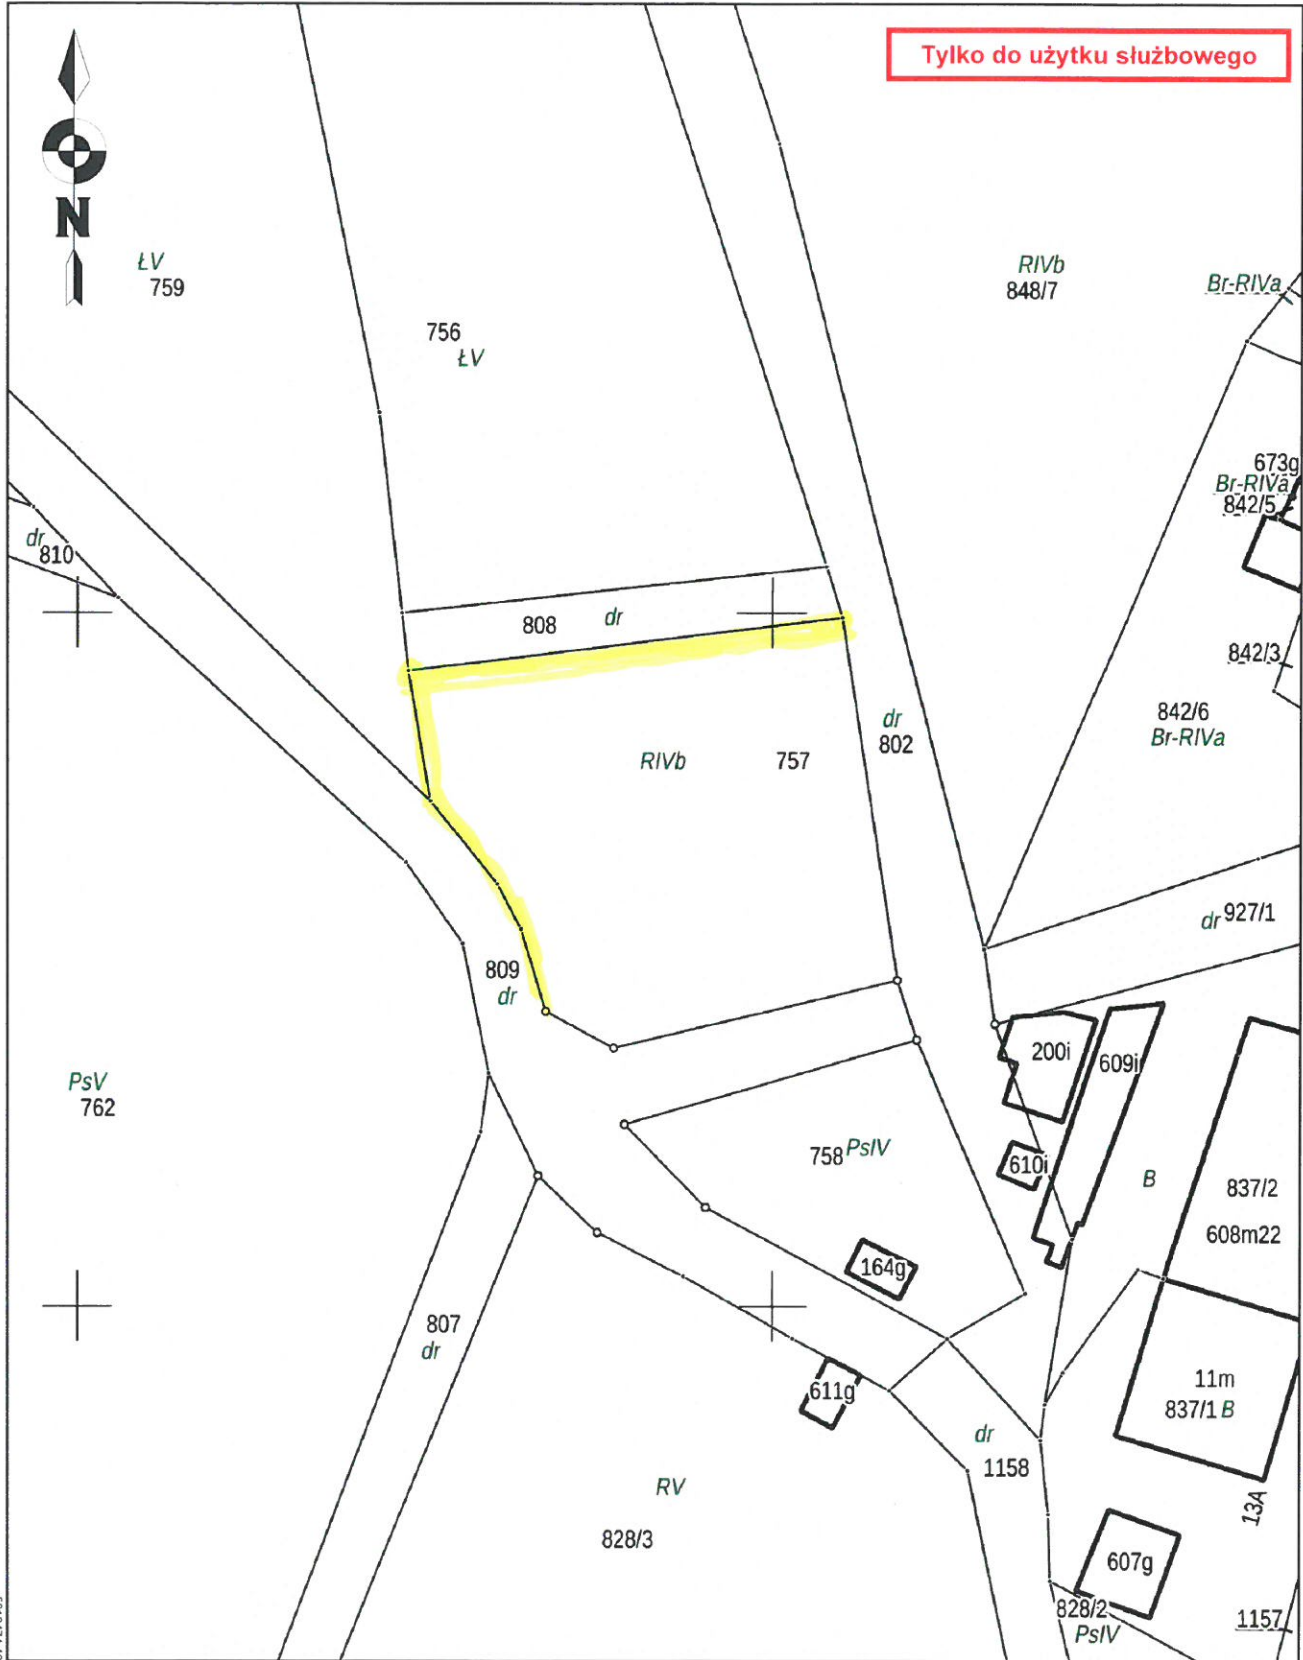 Tylko do użytku służbowego
N
ŁV
759
756
ŁV
RIVb
848/7
Br-RIVa
673g
Br-RIVa
842/5
dr
810
808 dr
842/3
842/6
Br-RIVa
dr
802
RIVb 757
dr 927/1
809
dr
200i
609i
PsV
762
758 PsIV
610i
B
837/2
608m22
164g
807
dr
611g
11m
837/1 B
dr
1158
RV
828/3
13A
607g
828/2
PsIV
1157